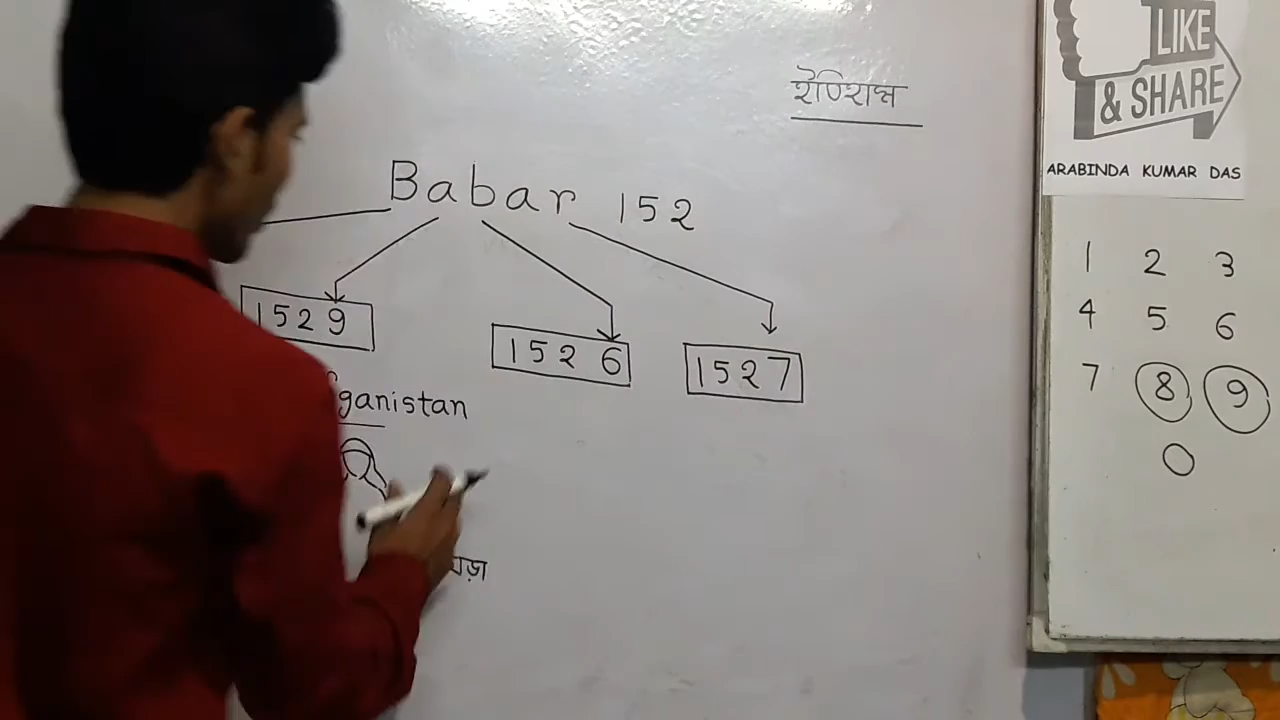 LIKE
& SHARE
ARABINDA KUMAR DAS
Babar 152
1529
1526
1527
ganistan
1 2 3
4 5 6
7 8 9
0